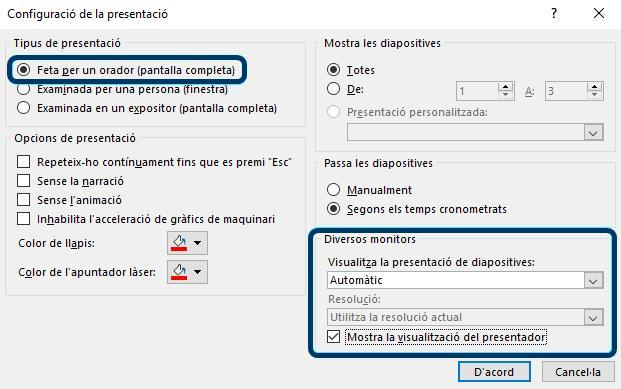 Configuració de la presentació
Tipus de presentació
Feta per un orador (pantalla completa)
Examinada per una persona (finestra)
Examinada en un expositor (pantalla completa)
Opcions de presentació
Repeteix-ho contínuament fins que es premi "Esc"
Sense la narració
Sense l'animació
Inhabilita l'acceleració de gràfics de maquinari
Color de llapis:
Color de l'apuntador làser:
Mostra les diapositives
Totes
De: 1 A: 3
Presentació personalitzada:
Passa les diapositives
Manualment
Segons els temps cronometrats
Diversos monitors
Visualitza la presentació de diapositives:
Automàtic
Resolució:
Utilitza la resolució actual
Mostra la visualització del presentador
D'acord Cancel·la